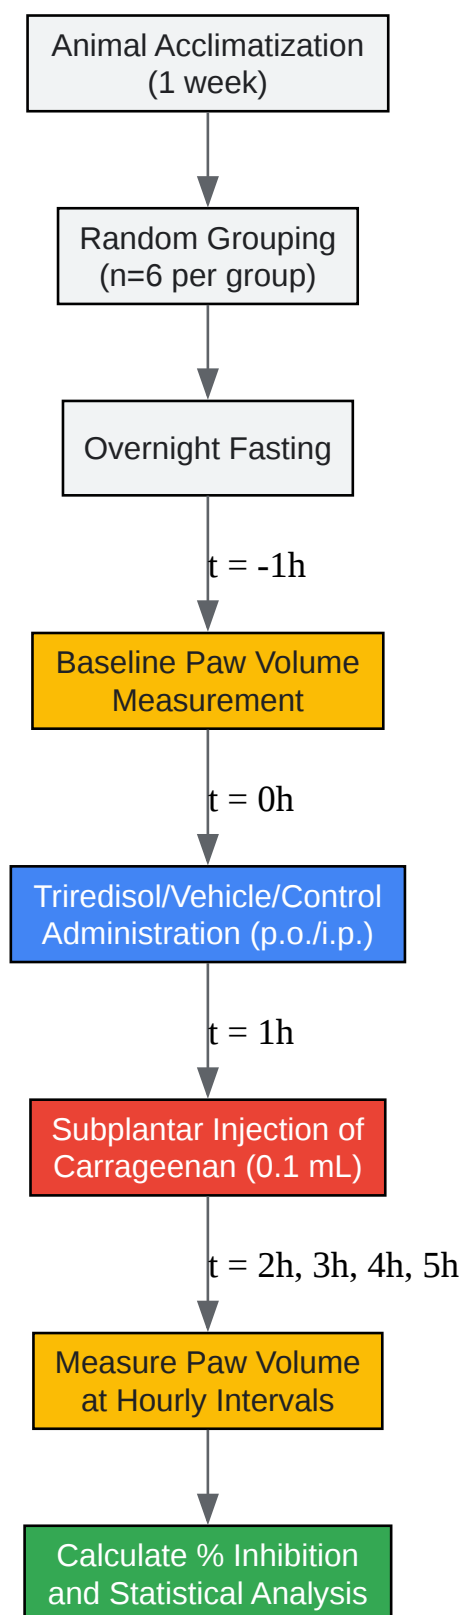 Animal Acclimatization
(1 week)
Random Grouping
(n=6 per group)
Overnight Fasting
t = -1h
Baseline Paw Volume
Measurement
t = 0h
Triredisol/Vehicle/Control
Administration (p.o./i.p.)
t = 1h
Subplantar Injection of
Carrageenan (0.1 mL)
t = 2h, 3h, 4h, 5h
Measure Paw Volume
at Hourly Intervals
Calculate % Inhibition
and Statistical Analysis